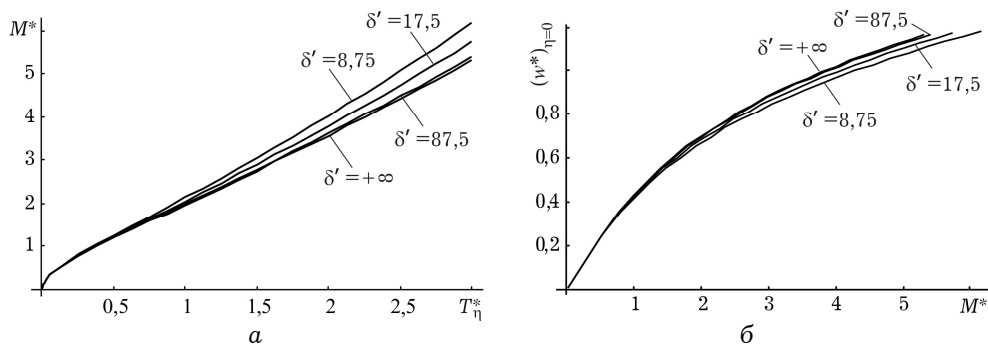 M*
5
4
3
2
1
0
0,5
1
1,5
2
2,5
T*η
δ′ = 17,5
δ′ = 8,75
δ′ = 87,5
δ′ = +∞
а
(w*)η=0
0,8
0,6
0,4
0,2
0
1
2
3
4
5
M*
δ′ = 87,5
δ′ = +∞
δ′ = 17,5
δ′ = 8,75
б